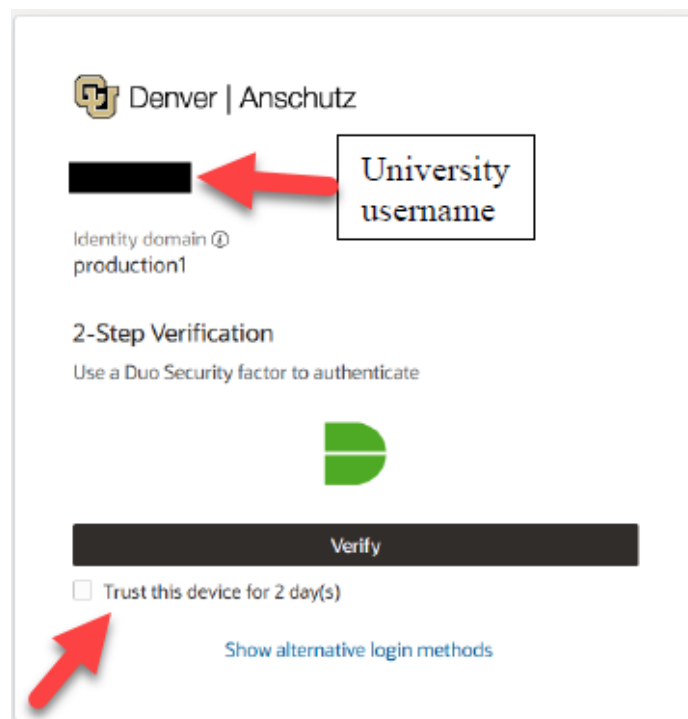 CU Denver | Anschutz
University
username
Identity domain ⓘ
production1
2-Step Verification
Use a Duo Security factor to authenticate
Verify
Trust this device for 2 day(s)
Show alternative login methods